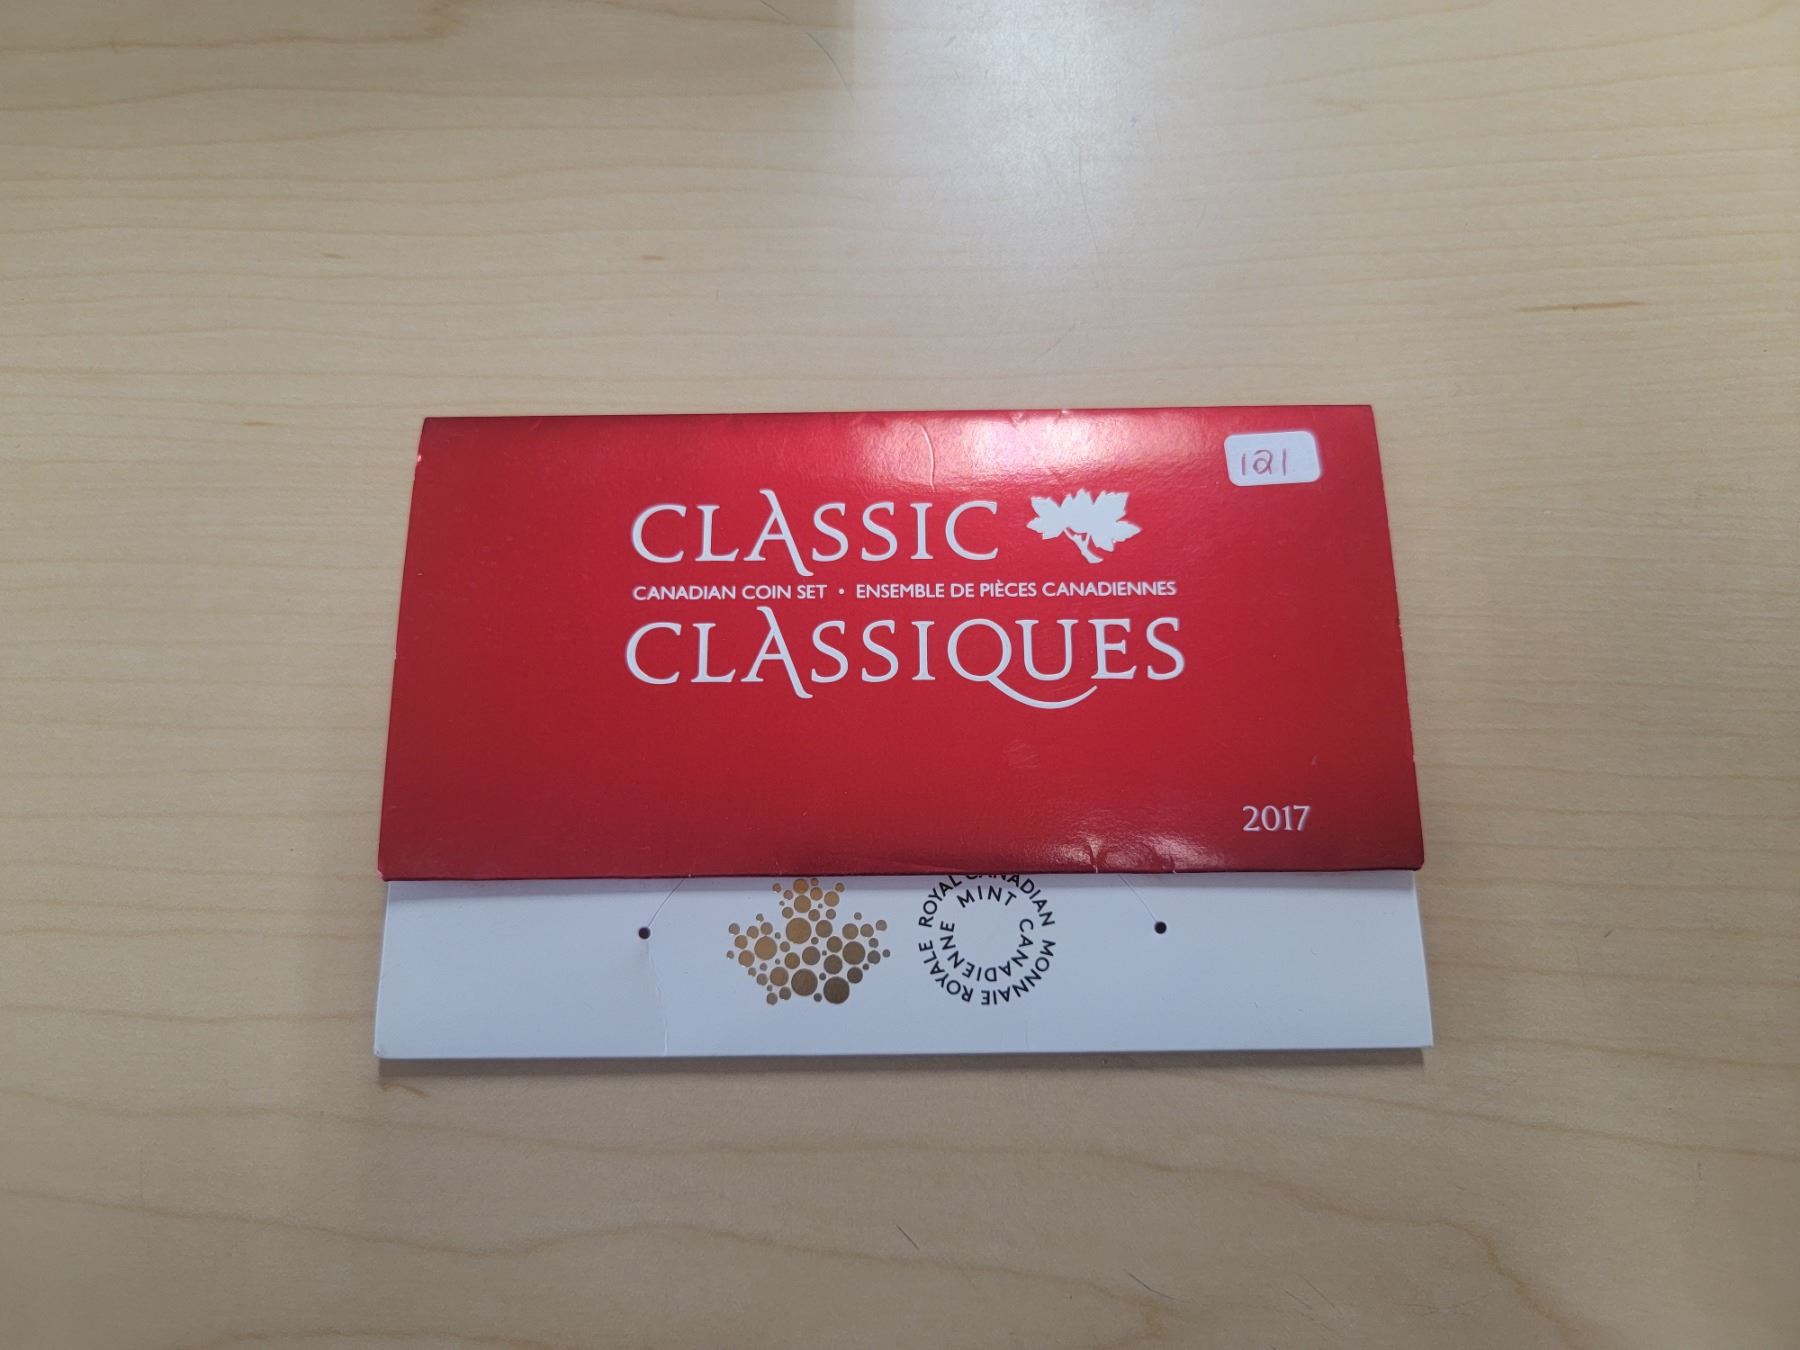 121
CLASSIC
CANADIAN COIN SET • ENSEMBLE DE PIÈCES CANADIENNES
CLASSIQUES
2017
ROYAL CANADIAN MINT
MONNAIE ROYALE CANADIENNE